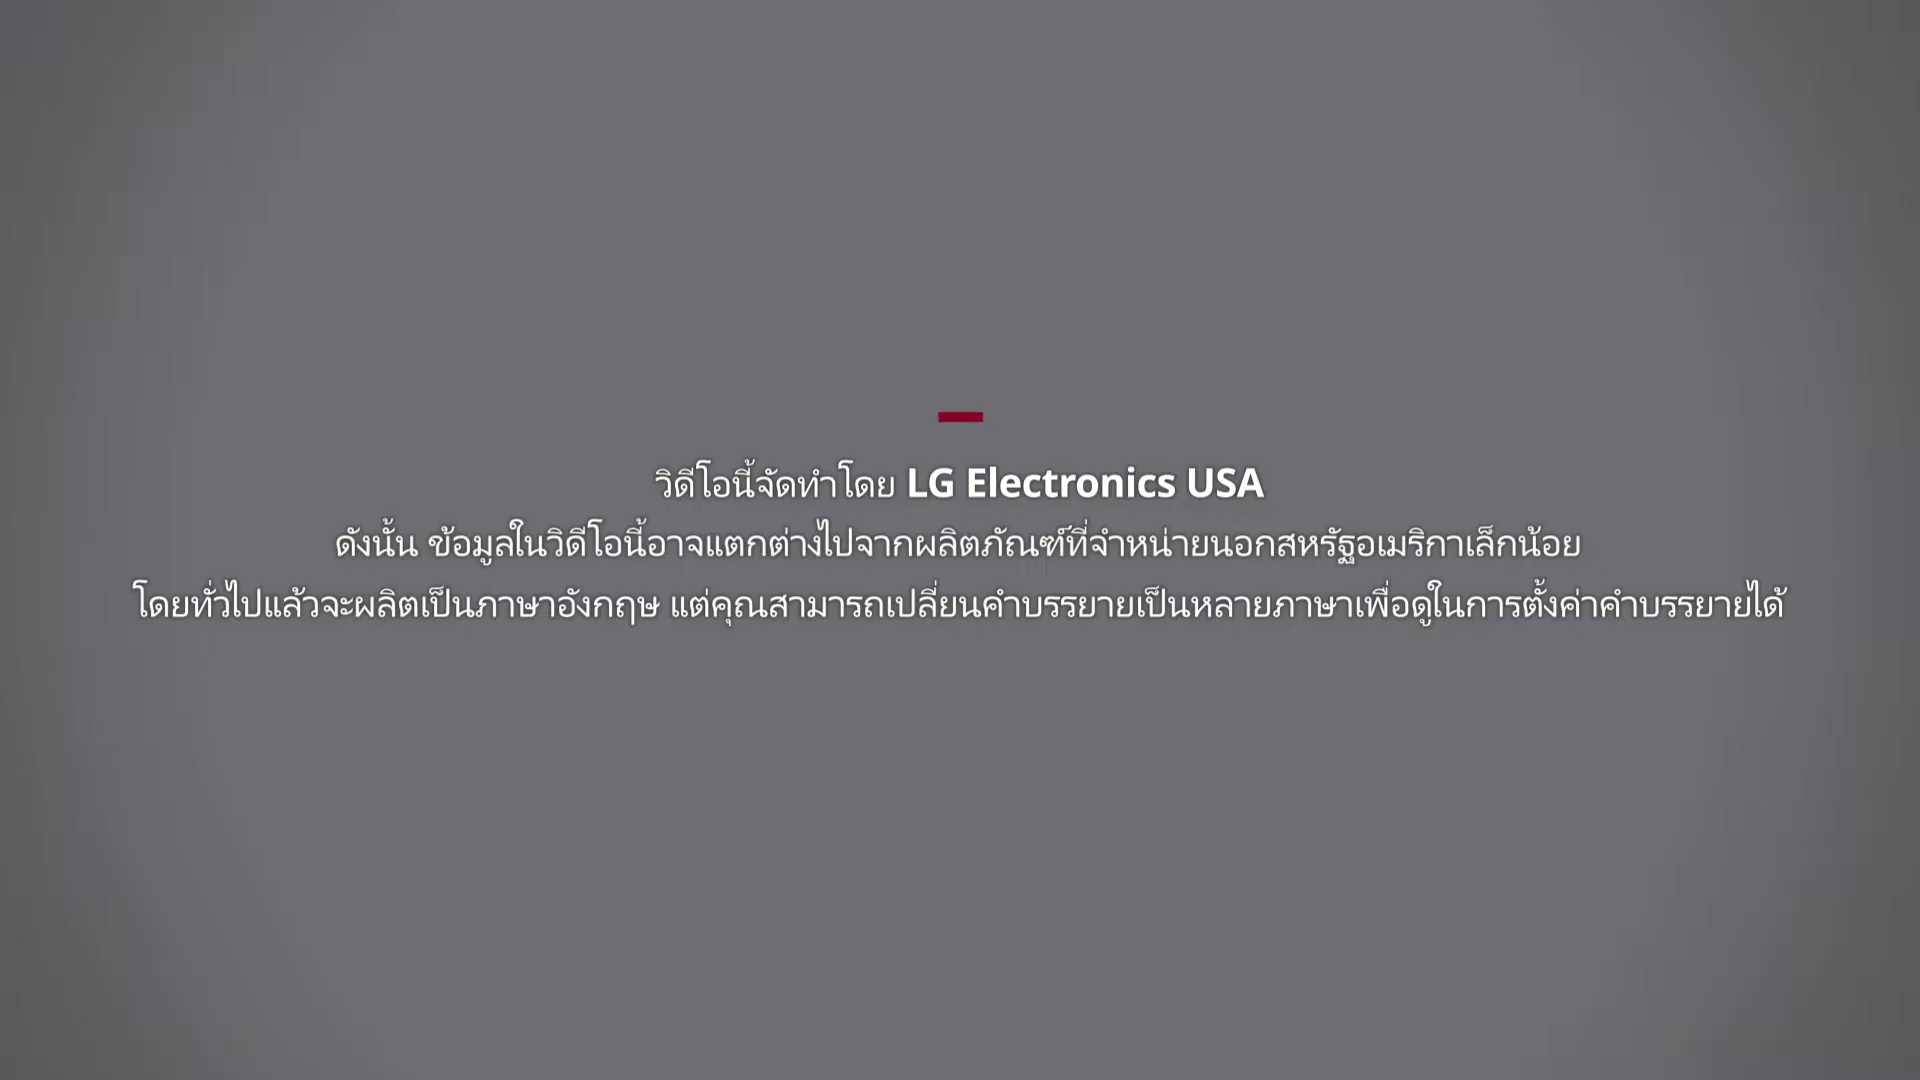 วิดีโอนี้จัดทำโดย LG Electronics USA
ดังนั้น ข้อมูลในวิดีโอนี้อาจแตกต่างไปจากผลิตภัณฑ์ที่จำหน่ายนอกสหรัฐอเมริกาเล็กน้อย
โดยทั่วไปแล้วจะผลิตเป็นภาษาอังกฤษ แต่คุณสามารถเปลี่ยนคำบรรยายเป็นหลายภาษาเพื่อดูในการตั้งค่าคำบรรยายได้